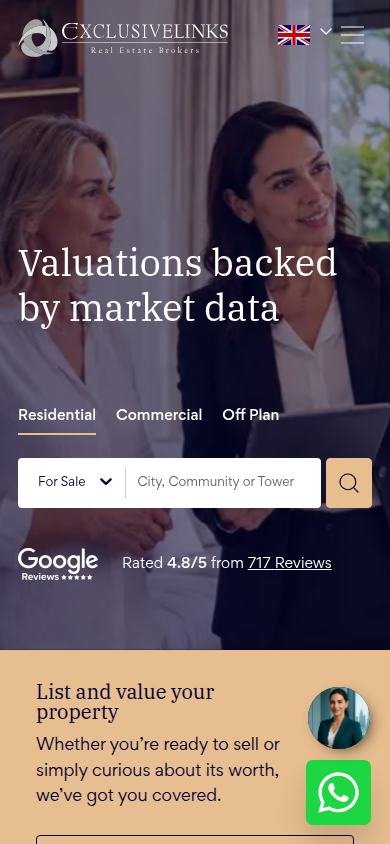 EXCLUSIVELINKS
Real Estate Brokers
Valuations backed
by market data
Residential Commercial Off Plan
For Sale City, Community or Tower
Google
Reviews ★★★★★
Rated 4.8/5 from 717 Reviews
List and value your
property
Whether you’re ready to sell or
simply curious about its worth,
we’ve got you covered.